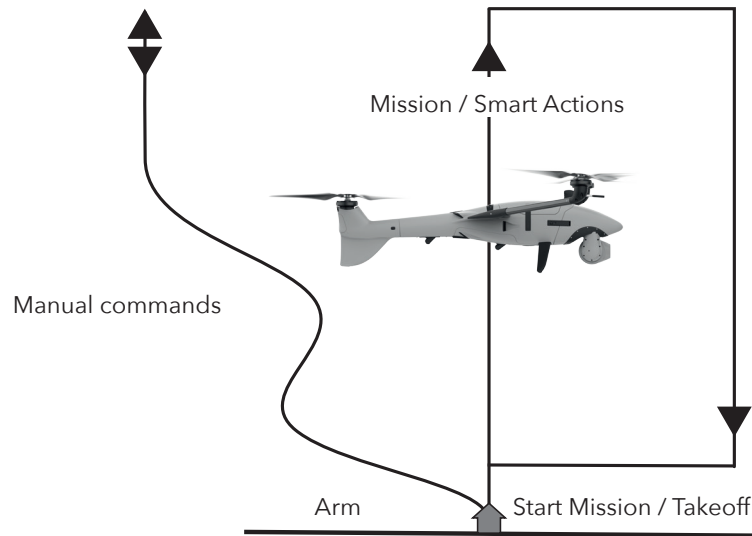 Mission / Smart Actions
Manual commands
Arm
Start Mission / Takeoff